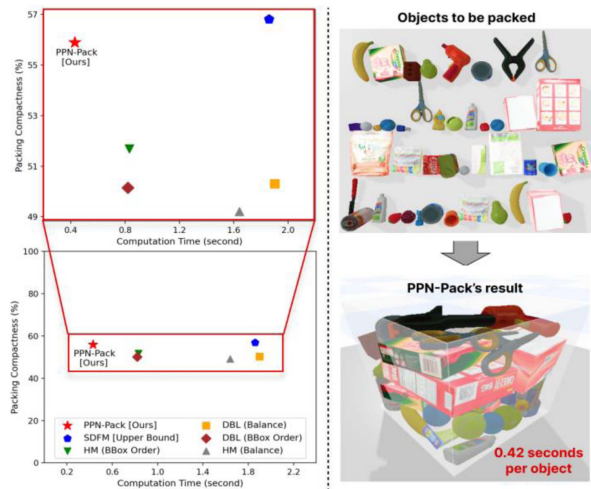 57
55
53
51
49
Packing Compactness (%)
PPN-Pack
[Ours]
0.4
0.8
1.2
1.6
2.0
Computation Time (second)
100
80
60
40
20
0
Packing Compactness (%)
PPN-Pack
[Ours]
PPN-Pack [Ours]
SDFM [Upper Bound]
HM (BBox Order)
DBL (Balance)
DBL (BBox Order)
HM (Balance)
0.2
0.6
1.0
1.4
1.8
2.2
Computation Time (second)
Objects to be packed
PPN-Pack's result
0.42 seconds
per object